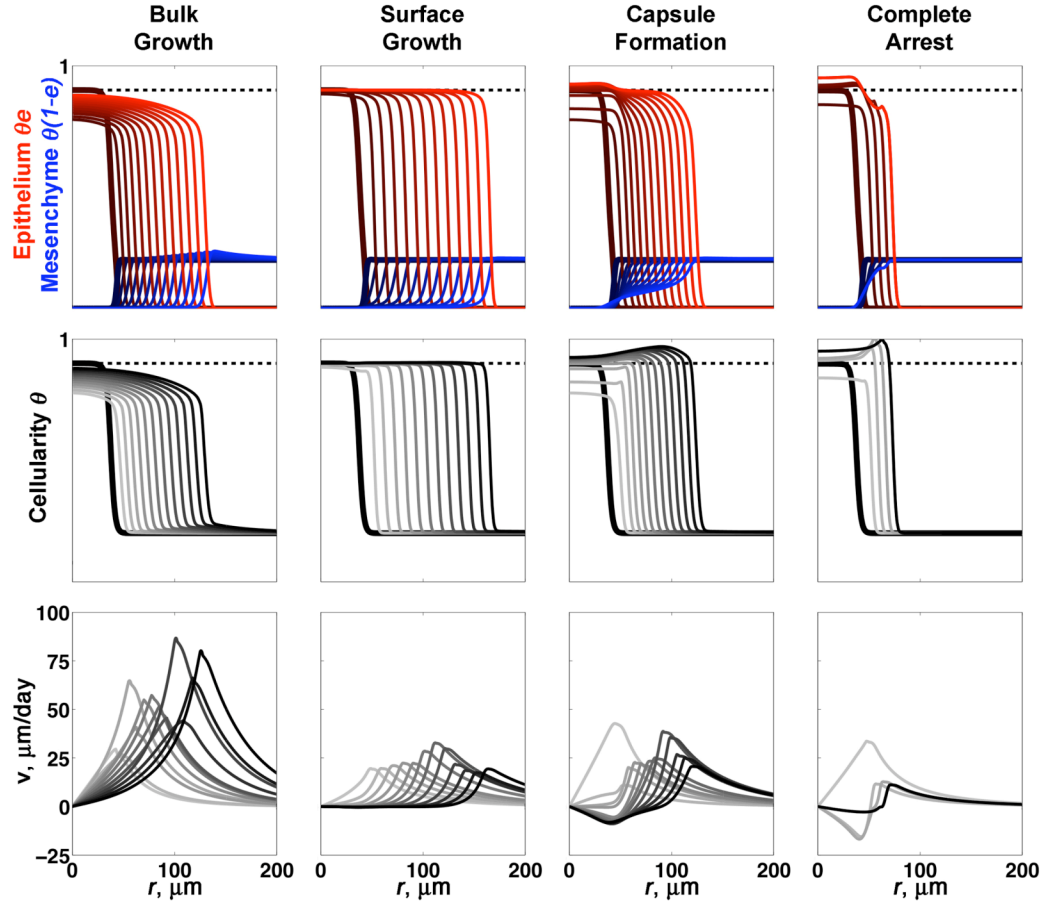 Bulk
Growth
Surface
Growth
Capsule
Formation
Complete
Arrest
Epithelium θe
Mesenchyme θ(1-e)
1
Cellularity θ
1
v, μm/day
100
75
50
25
0
−25
0 100 200
0 100 200
0 100 200
0 100 200
r, μm
r, μm
r, μm
r, μm